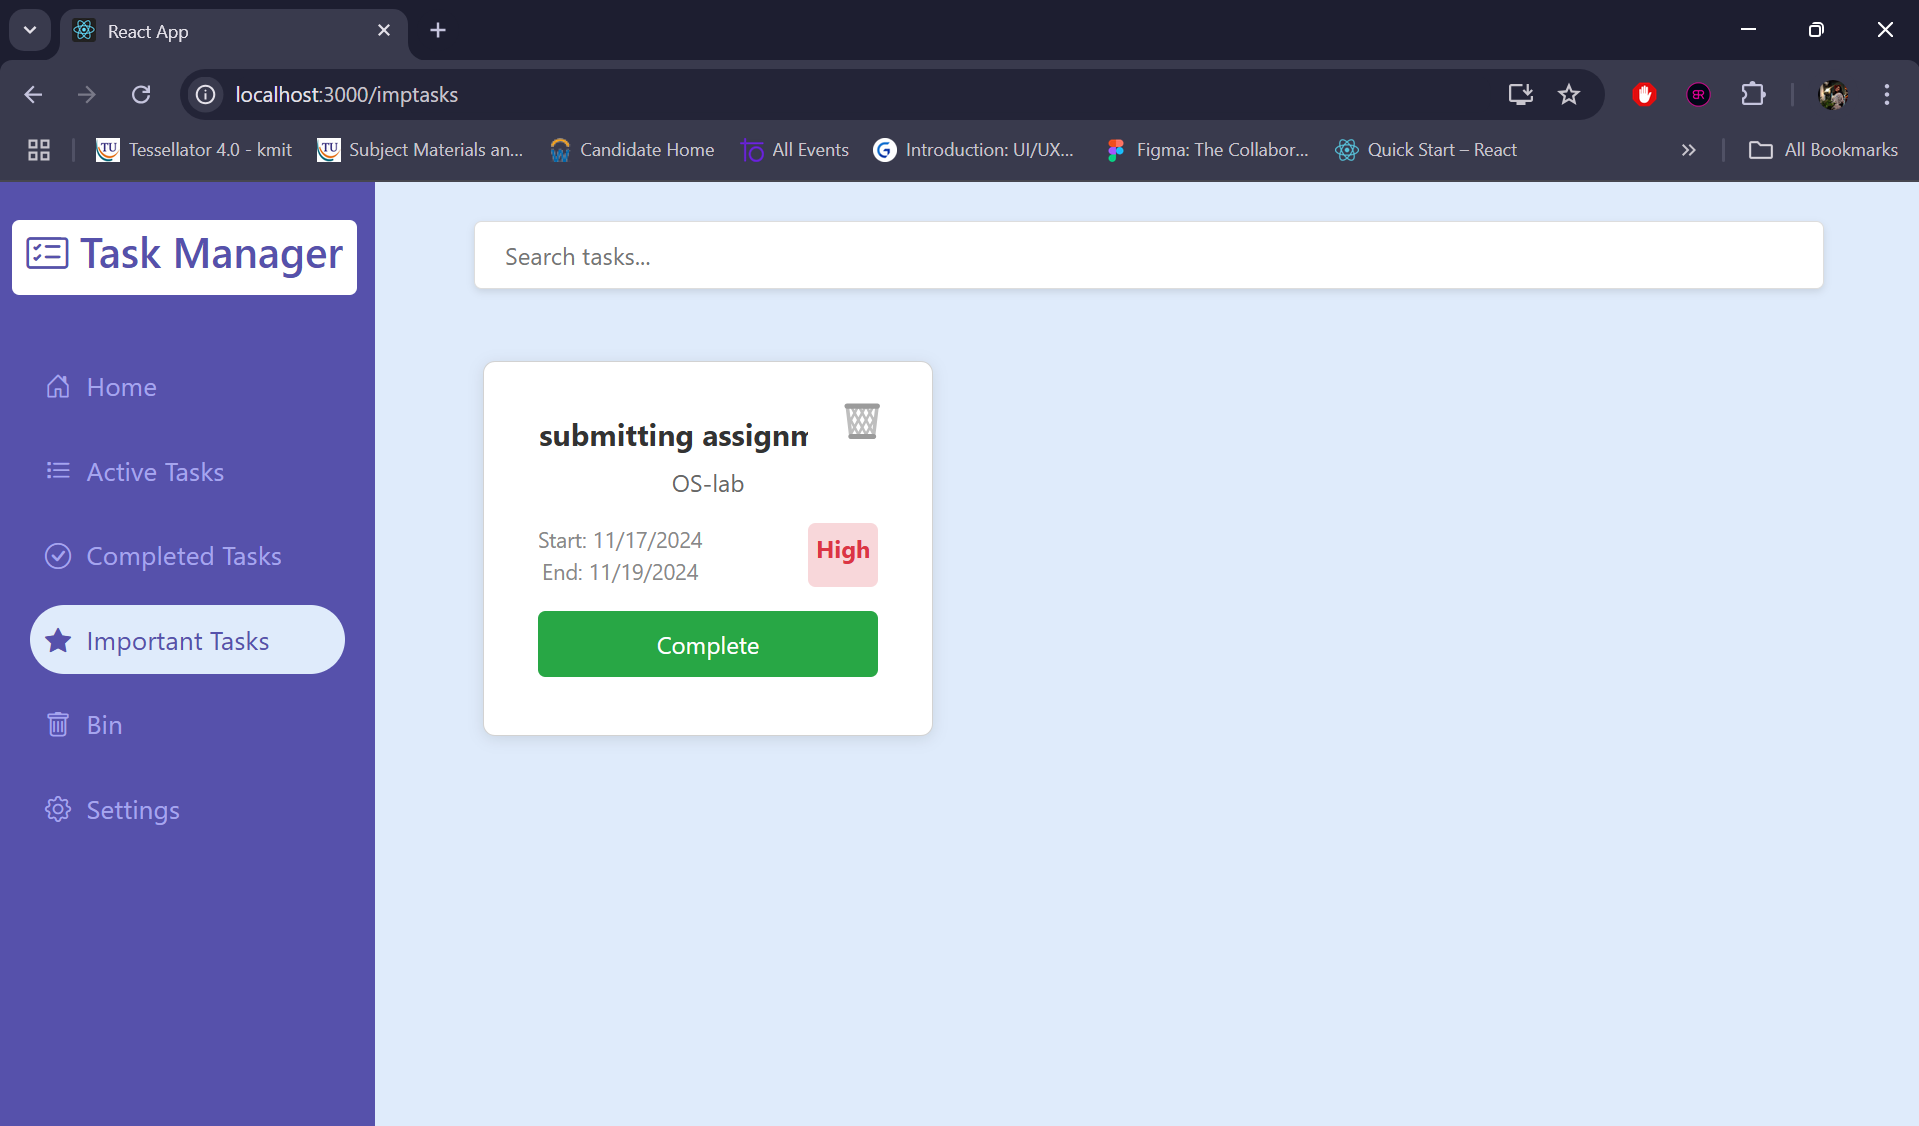 React App
localhost:3000/imptasks
Tessellator 4.0 - kmit
Subject Materials an...
Candidate Home
All Events
Introduction: UI/UX...
Figma: The Collabor...
Quick Start – React
All Bookmarks
Task Manager
Home
Active Tasks
Completed Tasks
Important Tasks
Bin
Settings
Search tasks...
submitting assignm
OS-lab
Start: 11/17/2024
End: 11/19/2024
High
Complete